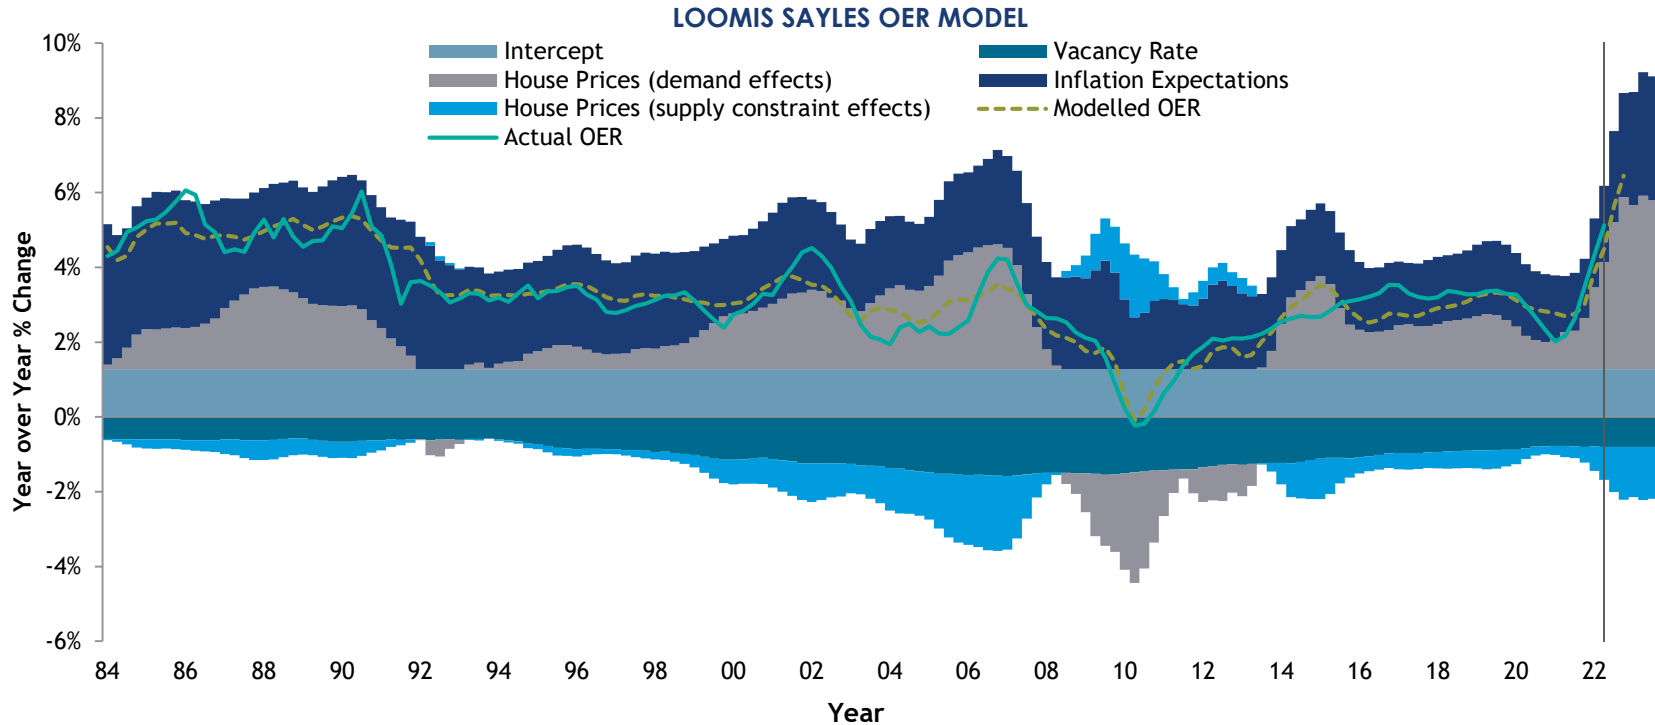 LOOMIS SAYLES OER MODEL
10%
8%
6%
4%
2%
0%
-2%
-4%
-6%
Year over Year % Change
Intercept
Vacancy Rate
House Prices (demand effects)
Inflation Expectations
House Prices (supply constraint effects)
Modelled OER
Actual OER
84 86 88 90 92 94 96 98 00 02 04 06 08 10 12 14 16 18 20 22
Year